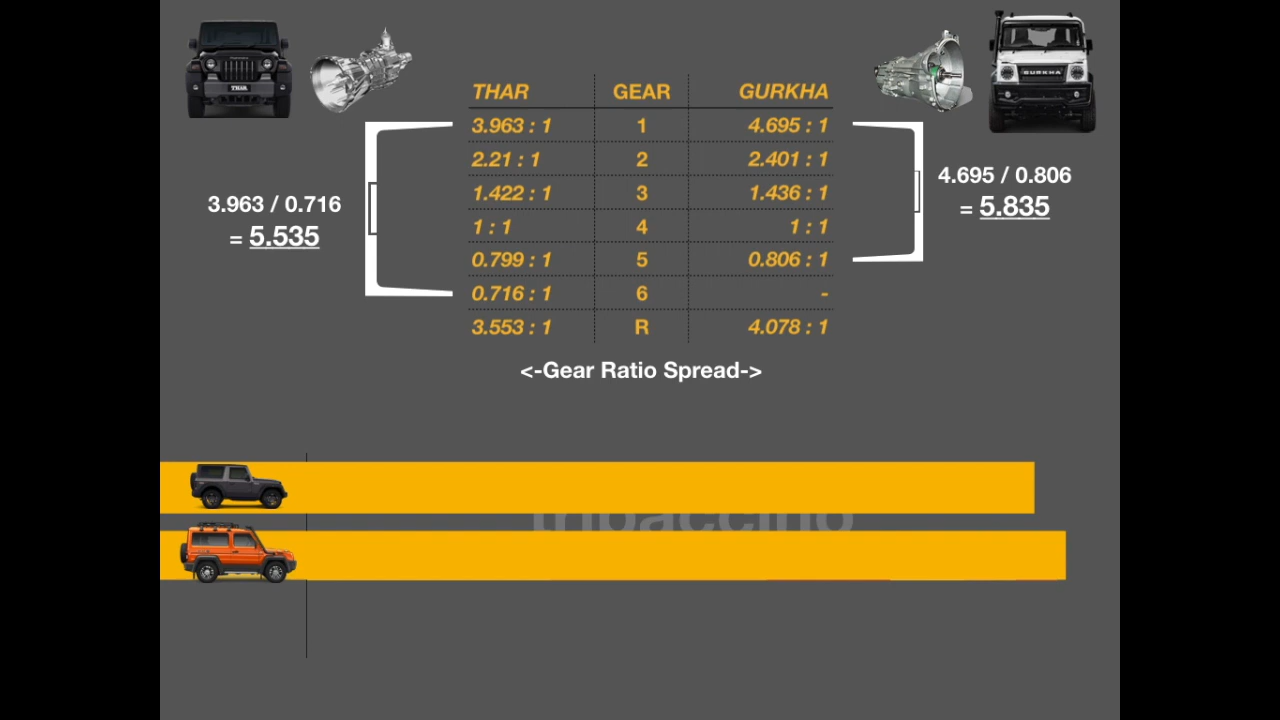 THAR GEAR GURKHA
3.963 : 1 1 4.695 : 1
2.21 : 1 2 2.401 : 1
1.422 : 1 3 1.436 : 1
1 : 1 4 1 : 1
0.799 : 1 5 0.806 : 1
0.716 : 1 6 -
3.553 : 1 R 4.078 : 1
3.963 / 0.716
= 5.535
4.695 / 0.806
= 5.835
<-Gear Ratio Spread->
THAR
GURKHA